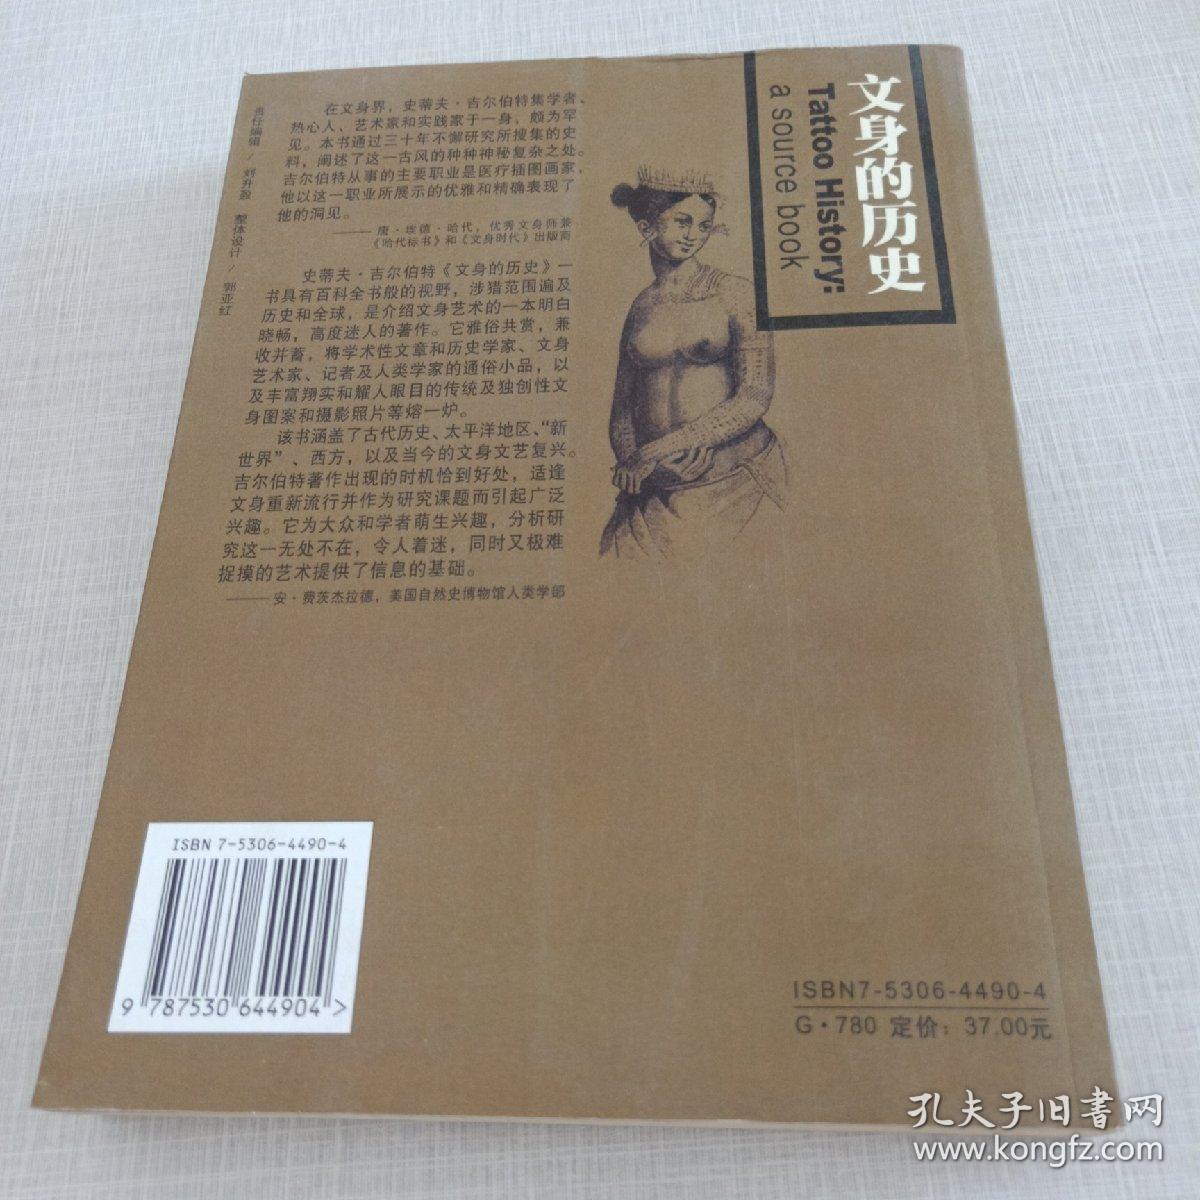 文身的历史
Tattoo History:
a source book
责任编辑/刘升盈 整体设计/郭亚红
在文身界，史蒂夫·吉尔伯特集学者、
热心人、艺术家和实践家于一身，颇为罕
见。本书通过三十年不懈研究所搜集的史
料，阐述了这一古风的种种神秘复杂之处。
吉尔伯特从事的主要职业是医疗插图画家，
他以这一职业所展示的优雅和精确表现了
他的洞见。
——唐·埃德·哈代，优秀文身师兼
《哈代标书》和《文身时代》出版商
史蒂夫·吉尔伯特《文身的历史》一
书具有百科全书般的视野，涉猎范围遍及
历史和全球，是介绍文身艺术的一本明白
晓畅，高度迷人的著作。它雅俗共赏，兼
收并蓄，将学术性文章和历史学家、文身
艺术家、记者及人类学家的通俗小品，以
及丰富翔实和耀人眼目的传统及独创性文
身图案和摄影照片等熔一炉。
该书涵盖了古代历史、太平洋地区、“新
世界”、西方，以及当今的文身文艺复兴。
吉尔伯特著作出现的时机恰到好处，适逢
文身重新流行并作为研究课题而引起广泛
兴趣。它为大众和学者萌生兴趣，分析研
究这一无处不在，令人着迷，同时又极难
捉摸的艺术提供了信息的基础。
——安·费茨杰拉德，美国自然史博物馆人类学部
ISBN 7-5306-4490-4
9 787530 644904 >
ISBN7-5306-4490-4
G·780 定价：37.00元
孔夫子旧书网
www.kongfz.com